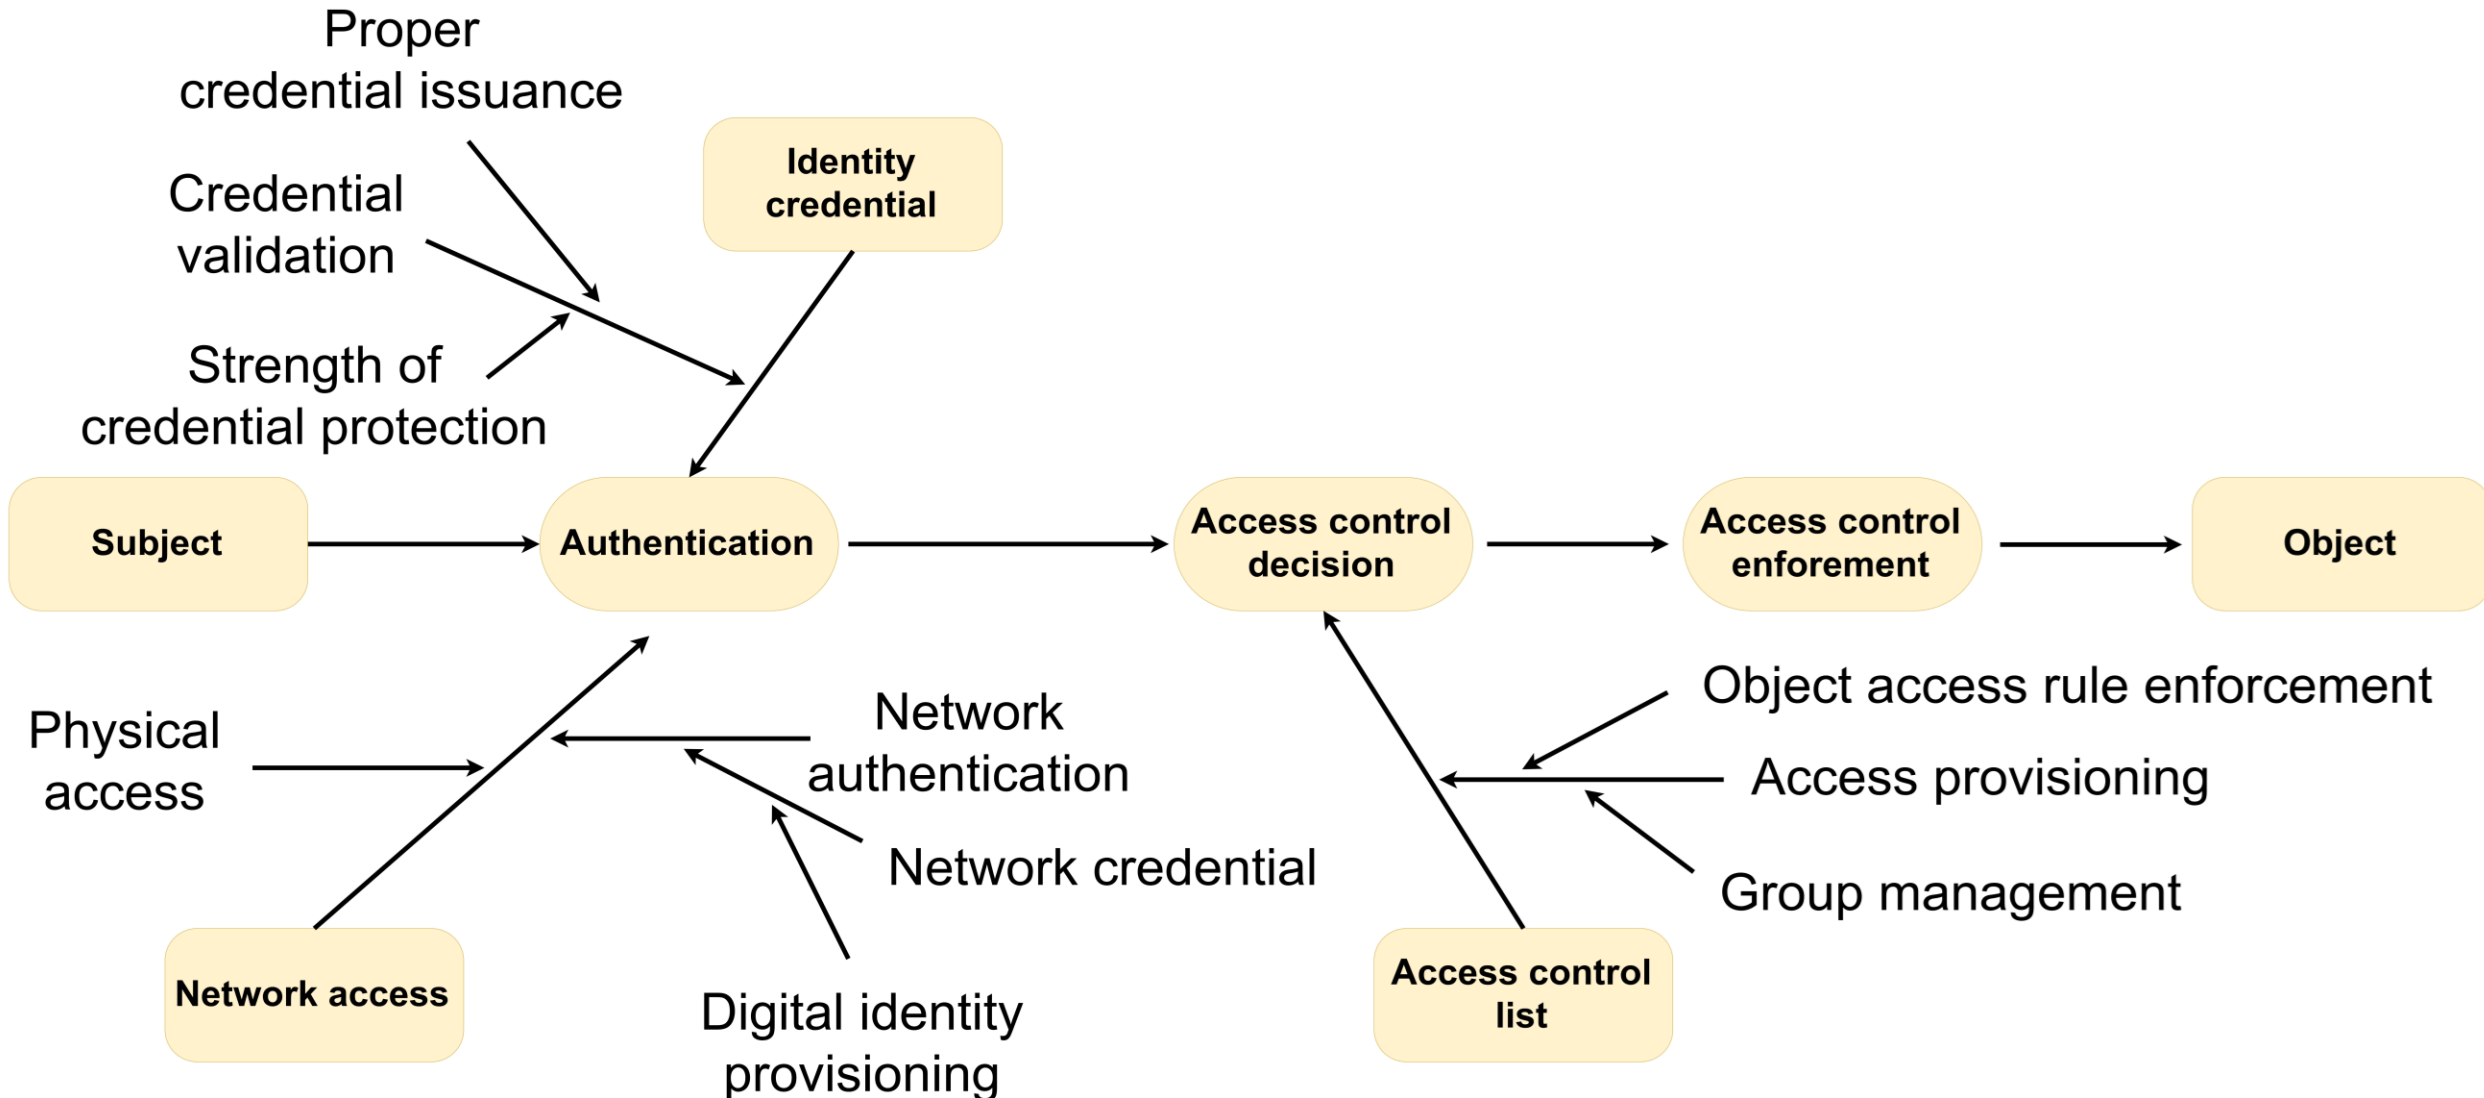 Proper
credential issuance
Identity
credential
Credential
validation
Strength of
credential protection
Subject
Authentication
Access control
decision
Access control
enforement
Object
Physical
access
Network
authentication
Object access rule enforcement
Access provisioning
Network credential
Group management
Network access
Digital identity
provisioning
Access control
list